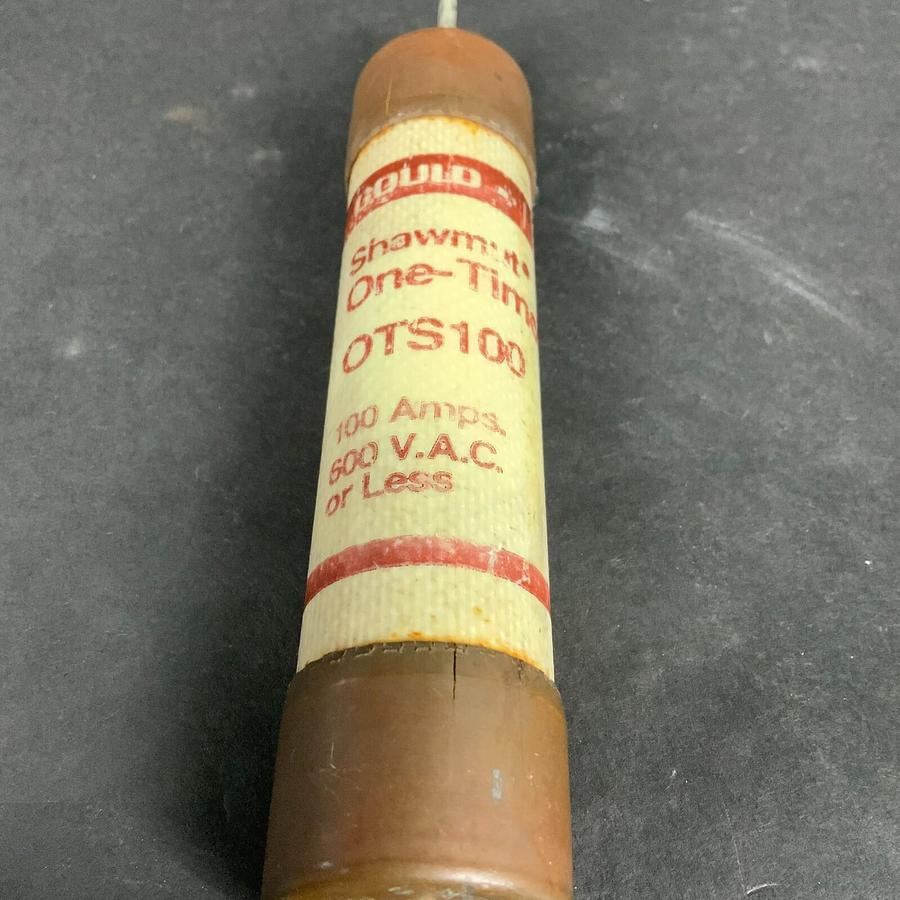 GOULD
Shawmut®
One-Time
OTS100
100 Amps.
600 V.A.C.
or Less